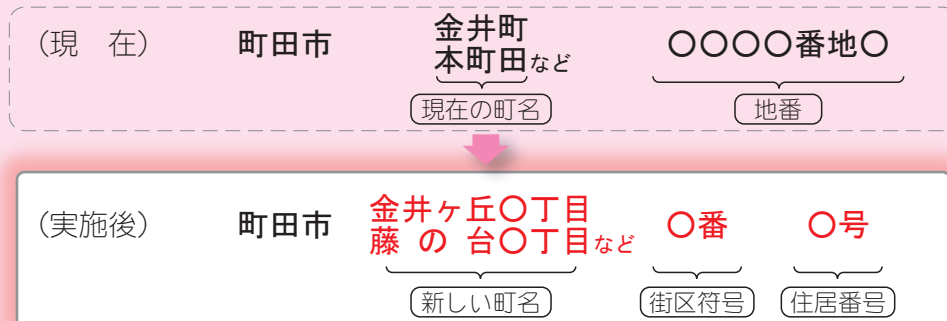 （現　在）　町田市　金井町　〇〇〇〇番地〇
本町田など
現在の町名　地番
（実施後）　町田市　金井ヶ丘〇丁目　〇番　〇号
藤の台〇丁目など
新しい町名　街区符号　住居番号